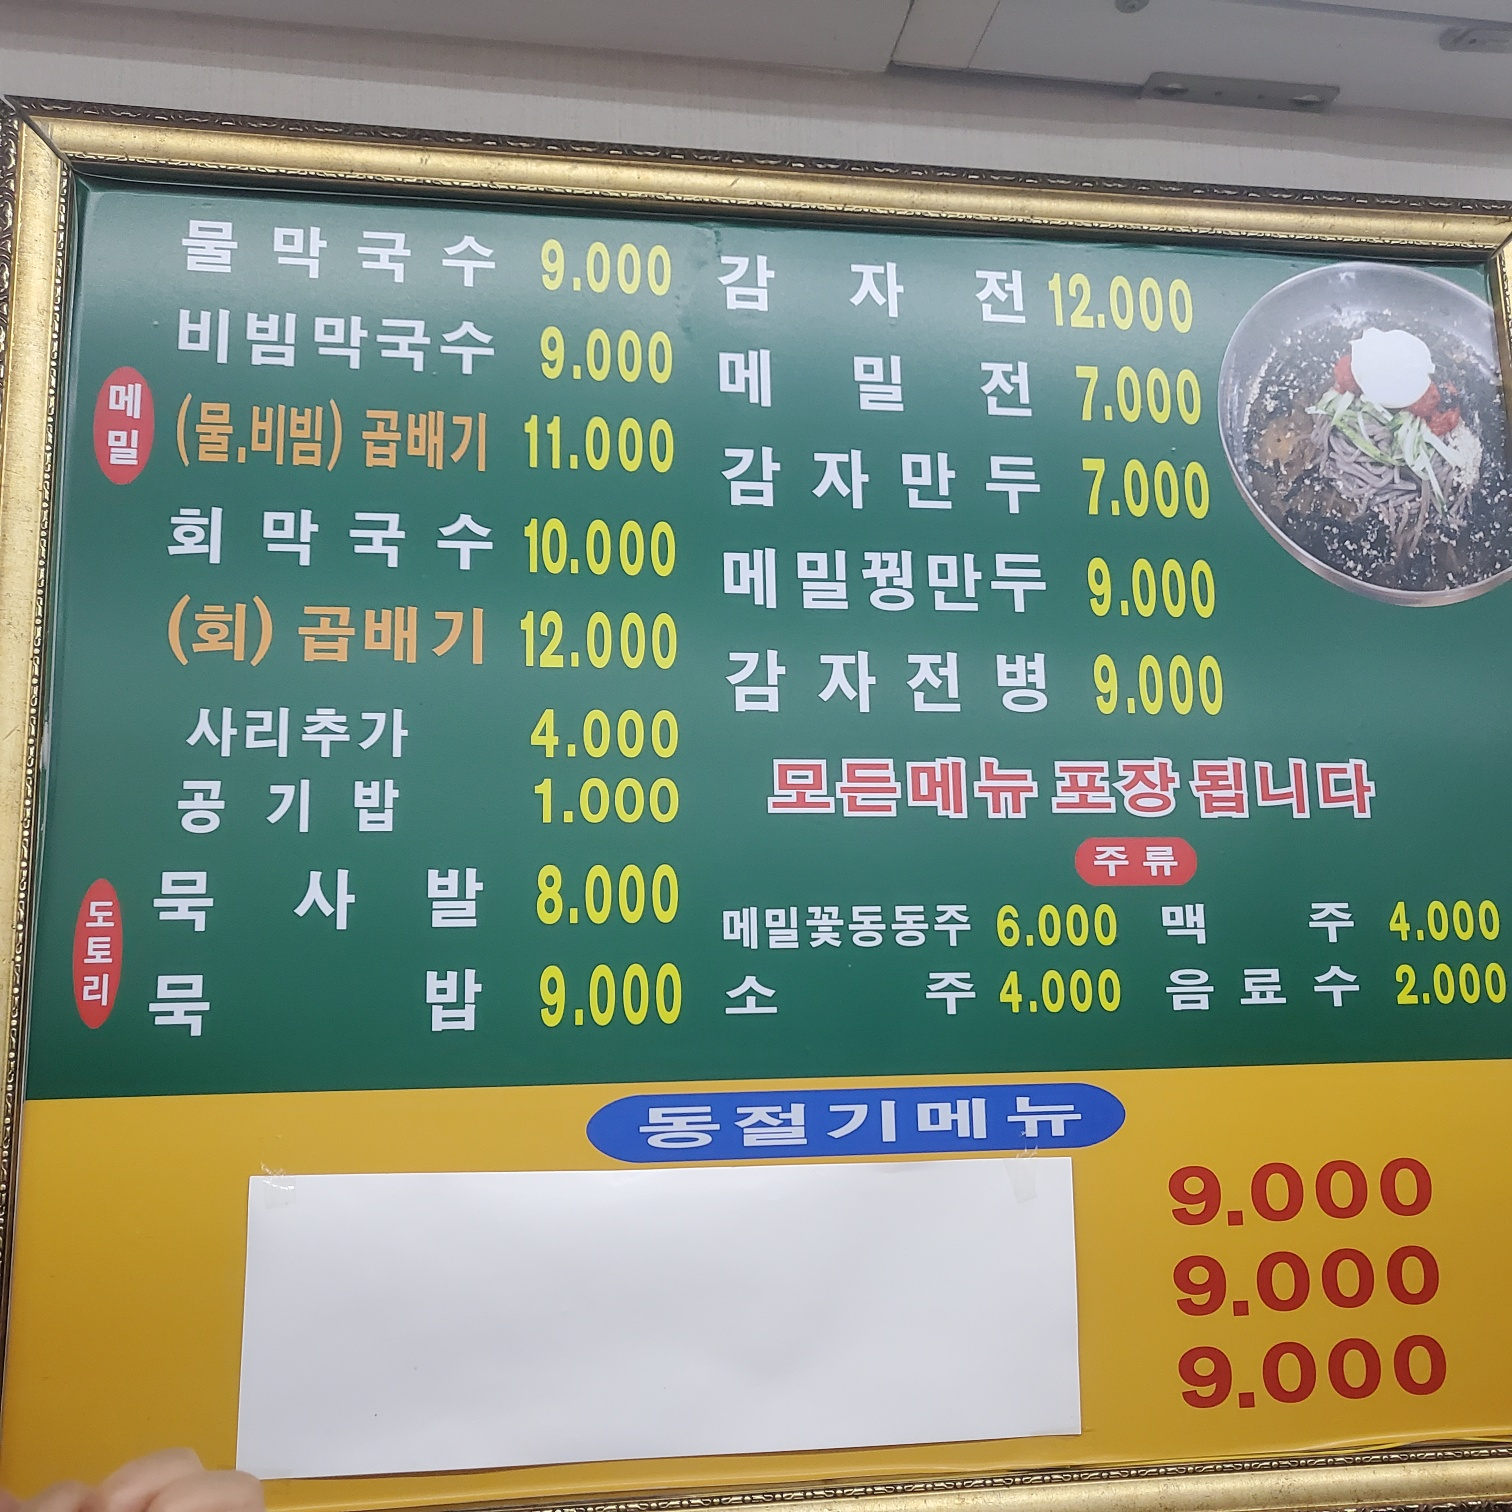 메밀
물막국수 9.000
비빔막국수 9.000
(물.비빔) 곱배기 11.000
회막국수 10.000
(회) 곱배기 12.000
사리추가 4.000
공기밥 1.000
도토리
묵사발 8.000
묵밥 9.000
감자전 12.000
메밀전 7.000
감자만두 7.000
메밀꿩만두 9.000
감자전병 9.000
모든메뉴 포장됩니다
주류
메밀꽃동동주 6.000 맥주 4.000
소주 4.000 음료수 2.000
동절기메뉴
9.000
9.000
9.000